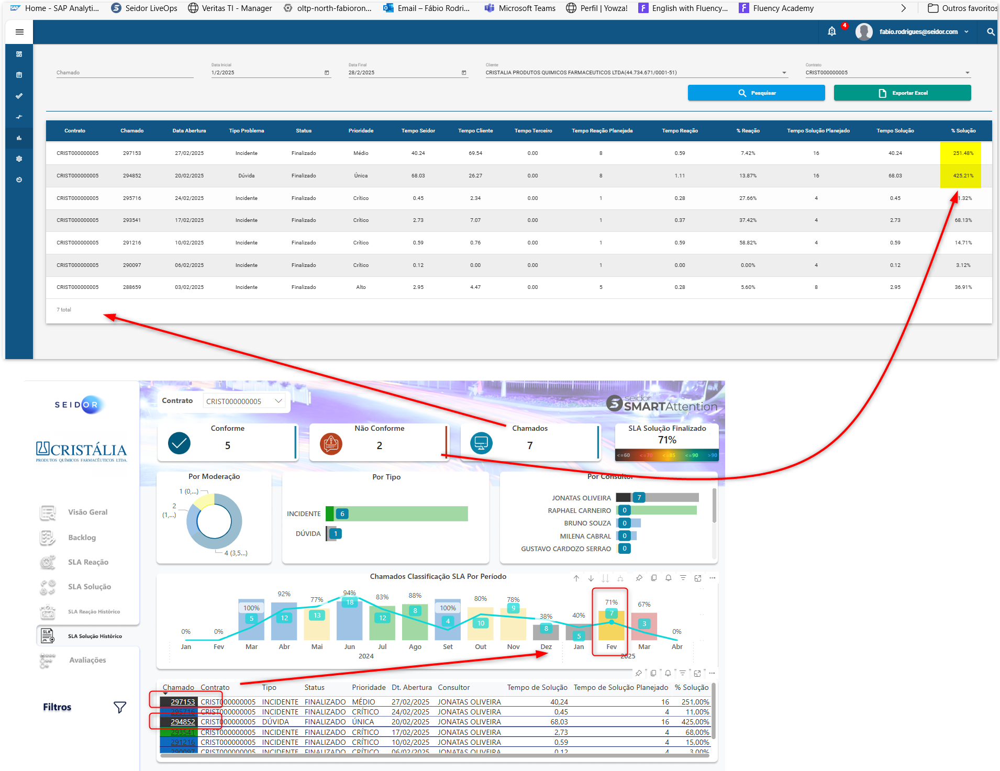 Home - SAP Analyti... Seidor LiveOps Veritas TI - Manager oltp-north-fabioron... Email – Fábio Rodri... Microsoft Teams Perfil | Yowza! English with Fluency... Fluency Academy Outros favoritos
4 fabio.rodrigues@seidor.com
Chamado
Data Inicial
1/2/2025
Data Final
28/2/2025
Cliente
CRISTALIA PRODUTOS QUIMICOS FARMACEUTICOS LTDA(44.734.671/0001-51)
Contrato
CRIST000000005
Pesquisar Exportar Excel
Contrato Chamado Data Abertura Tipo Problema Status Prioridade Tempo Seidor Tempo Cliente Tempo Terceiro Tempo Reação Planejada Tempo Reação % Reação Tempo Solução Planejado Tempo Solução % Solução
CRIST000000005 297153 27/02/2025 Incidente Finalizado Médio 40.24 69.54 0.00 8 0.59 7.42% 16 40.24 251.48%
CRIST000000005 294852 20/02/2025 Dúvida Finalizado Única 68.03 26.27 0.00 8 1.11 13.87% 16 68.03 425.21%
CRIST000000005 295716 24/02/2025 Incidente Finalizado Crítico 0.45 2.34 0.00 1 0.28 27.66% 4 0.45 1.32%
CRIST000000005 293541 17/02/2025 Incidente Finalizado Crítico 2.73 7.07 0.00 1 0.37 37.42% 4 2.73 68.13%
CRIST000000005 291216 10/02/2025 Incidente Finalizado Crítico 0.59 0.76 0.00 1 0.59 58.82% 4 0.59 14.71%
CRIST000000005 290097 06/02/2025 Incidente Finalizado Crítico 0.12 0.00 0.00 1 0.00 0.00% 4 0.12 3.12%
CRIST000000005 288659 03/02/2025 Incidente Finalizado Alto 2.95 4.47 0.00 5 0.28 5.60% 8 2.95 36.91%
7 total
SEIDOR
CRISTÁLIA
PRODUTOS QUÍMICOS FARMACÊUTICOS LTDA.
Visão Geral
Backlog
SLA Reação
SLA Solução
SLA Reação Histórico
SLA Solução Histórico
Avaliações
Filtros
Contrato CRIST000000005
seidor
SMARTAttention
Conforme
5
Não Conforme
2
Chamados
7
SLA Solução Finalizado
71%
<=60 <=70 <=85 <=90 >90
Por Moderação
1 (0,...)
2
(1,...)
4 (3,5...)
Por Tipo
INCIDENTE 6
DÚVIDA 1
Por Consultor
JONATAS OLIVEIRA 7
RAPHAEL CARNEIRO 0
BRUNO SOUZA 0
MILENA CABRAL 0
GUSTAVO CARDOZO SERRAO 0
Chamados Classificação SLA Por Período
0% 0% 100% 92% 77% 94% 83% 88% 100% 80% 78% 38% 40% 71% 67% 0%
5 12 13 18 12 8 4 10 9 8 5 7 3
Jan Fev Mar Abr Mai Jun Jul Ago Set Out Nov Dez Jan Fev Mar Abr
2024 2025
Chamado Contrato Tipo Status Prioridade Dt. Abertura Consultor Tempo de Solução Tempo de Solução Planejado % Solução
297153 CRIST000000005 INCIDENTE FINALIZADO MÉDIO 27/02/2025 JONATAS OLIVEIRA 40,24 16 251,00%
295716 CRIST000000005 INCIDENTE FINALIZADO CRÍTICO 24/02/2025 JONATAS OLIVEIRA 0,45 4 11,00%
294852 CRIST000000005 DÚVIDA FINALIZADO ÚNICA 20/02/2025 JONATAS OLIVEIRA 68,03 16 425,00%
293541 CRIST000000005 INCIDENTE FINALIZADO CRÍTICO 17/02/2025 JONATAS OLIVEIRA 2,73 4 68,00%
291216 CRIST000000005 INCIDENTE FINALIZADO CRÍTICO 10/02/2025 JONATAS OLIVEIRA 0,59 4 15,00%
290097 CRIST000000005 INCIDENTE FINALIZADO CRÍTICO 06/02/2025 JONATAS OLIVEIRA 0,12 4 3,00%